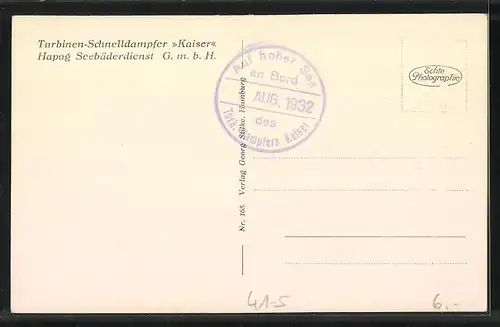 Turbinen-Schnelldampfer »Kaiser«
Hapag Seebäderdienst G. m. b. H.
Auf hoher See
an Bord
AUG. 1932
des
Turb. Dampfers Kaiser
Echte
Photographie
Nr. 163. Verlag Georg Stilke, Hamburg
41-5
6.-